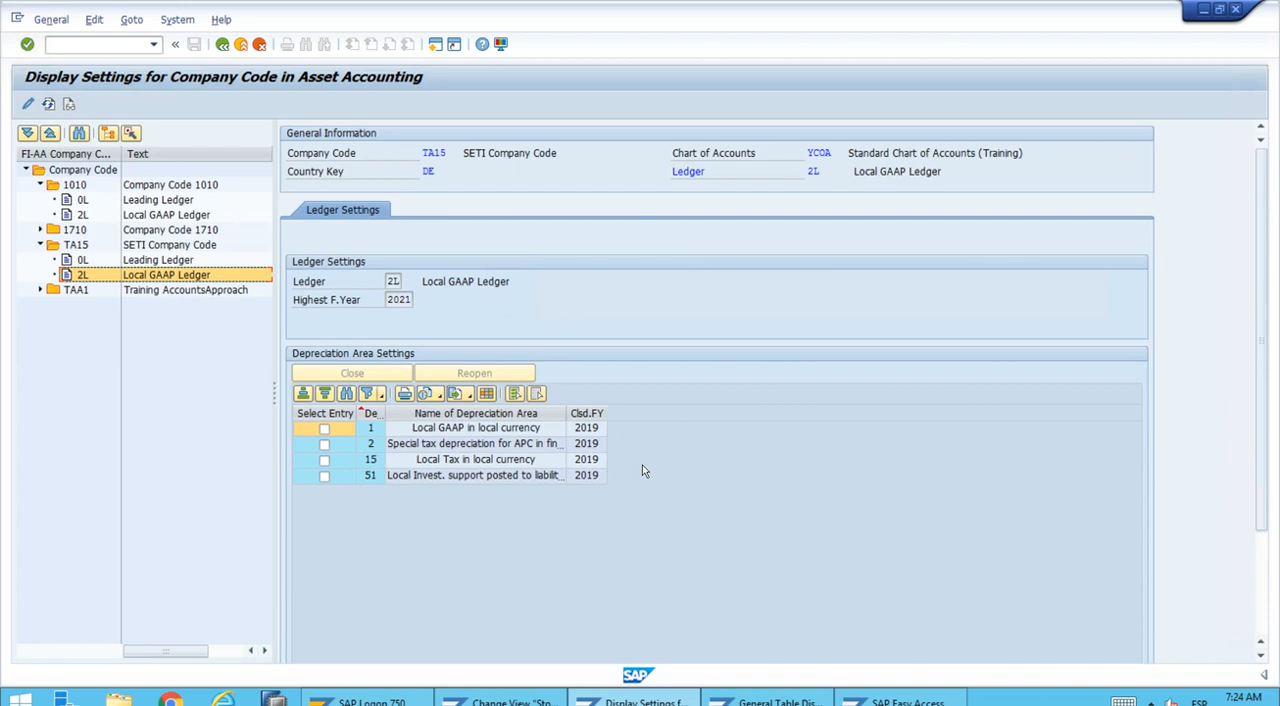 General Edit Goto System Help
Display Settings for Company Code in Asset Accounting
FI-AA Company C... Text
Company Code
1010 Company Code 1010
0L Leading Ledger
2L Local GAAP Ledger
1710 Company Code 1710
TA15 SETI Company Code
0L Leading Ledger
2L Local GAAP Ledger
TAA1 Training AccountsApproach
General Information
Company Code TA15 SETI Company Code Chart of Accounts YCOA Standard Chart of Accounts (Training)
Country Key DE Ledger 2L Local GAAP Ledger
Ledger Settings
Ledger Settings
Ledger 2L Local GAAP Ledger
Highest F.Year 2021
Depreciation Area Settings
Close Reopen
Select Entry De... Name of Depreciation Area Clsd.FY
1 Local GAAP in local currency 2019
2 Special tax depreciation for APC in fin... 2019
15 Local Tax in local currency 2019
51 Local Invest. support posted to liabilit... 2019
SAP
SAP Logon 750 Change View "Sto... Display Settings f... General Table Dis... SAP Easy Access ESP 7:24 AM